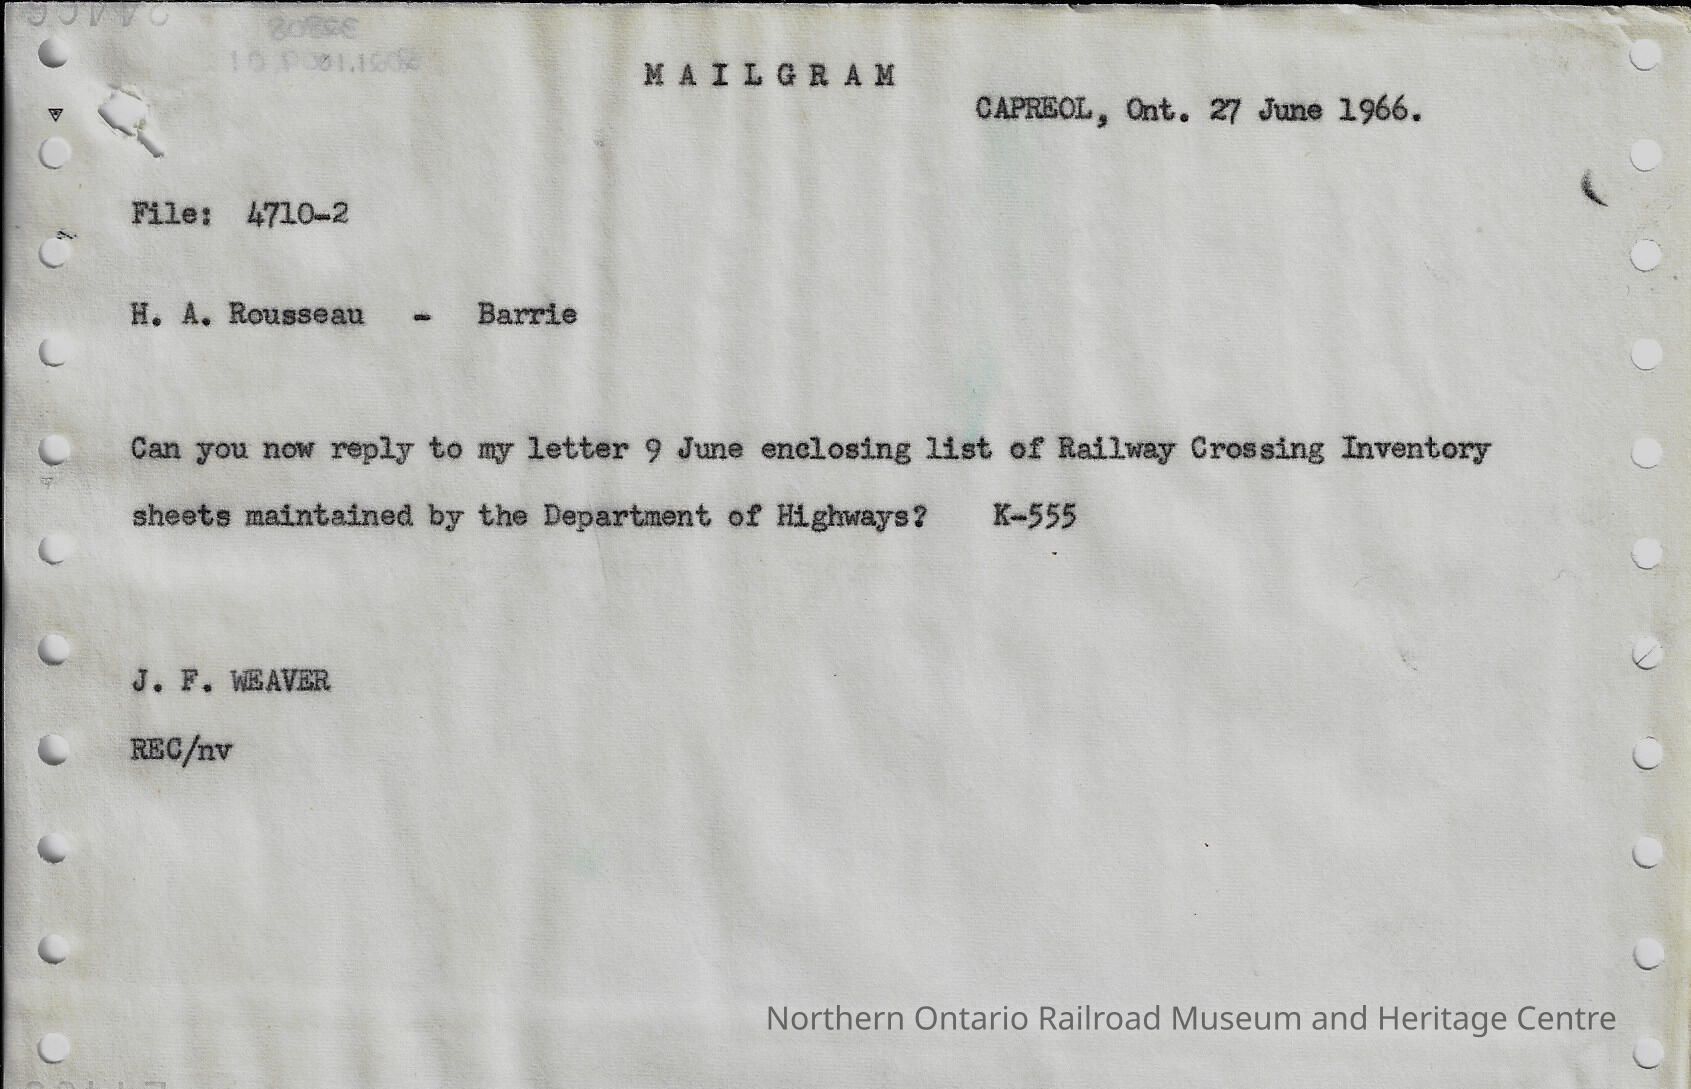 MAILGRAM
CAPREOL, Ont. 27 June 1966.
File: 4710-2
H. A. Rousseau - Barrie
Can you now reply to my letter 9 June enclosing list of Railway Crossing Inventory
sheets maintained by the Department of Highways? K-555
J. F. WEAVER
REC/nv
Northern Ontario Railroad Museum and Heritage Centre